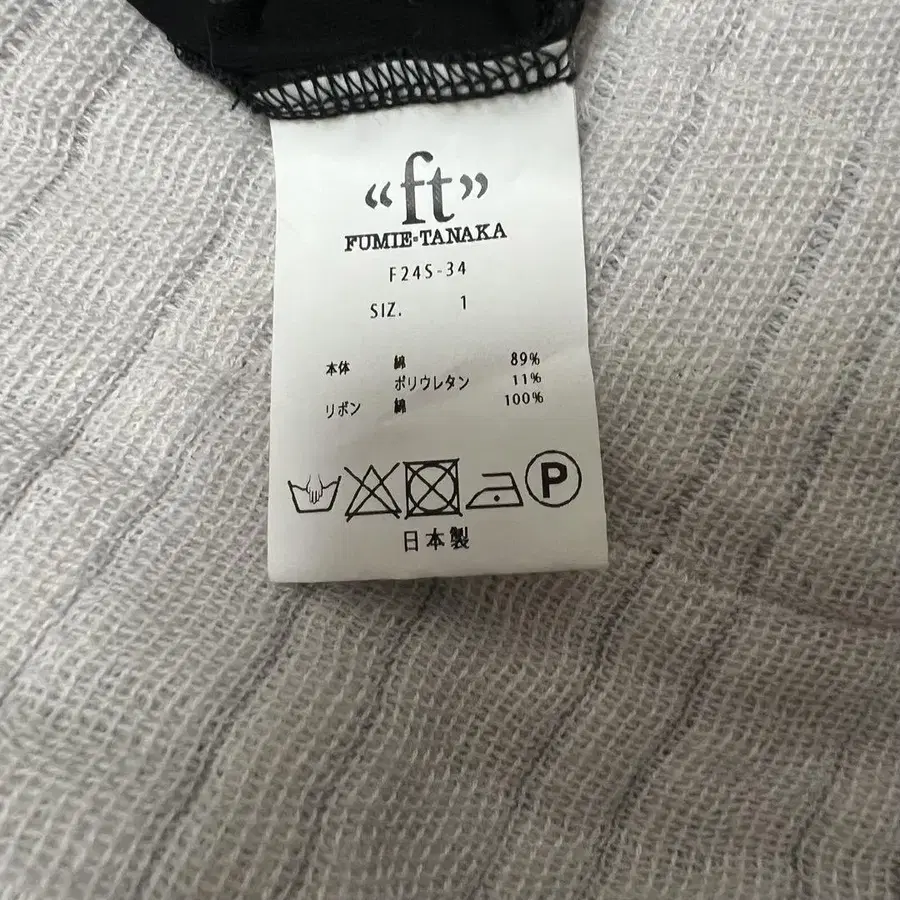 “ft”
FUMIE=TANAKA
F24S-34
SIZ. 1
本体 綿 89%
ポリウレタン 11%
リボン 綿 100%
P
日本製